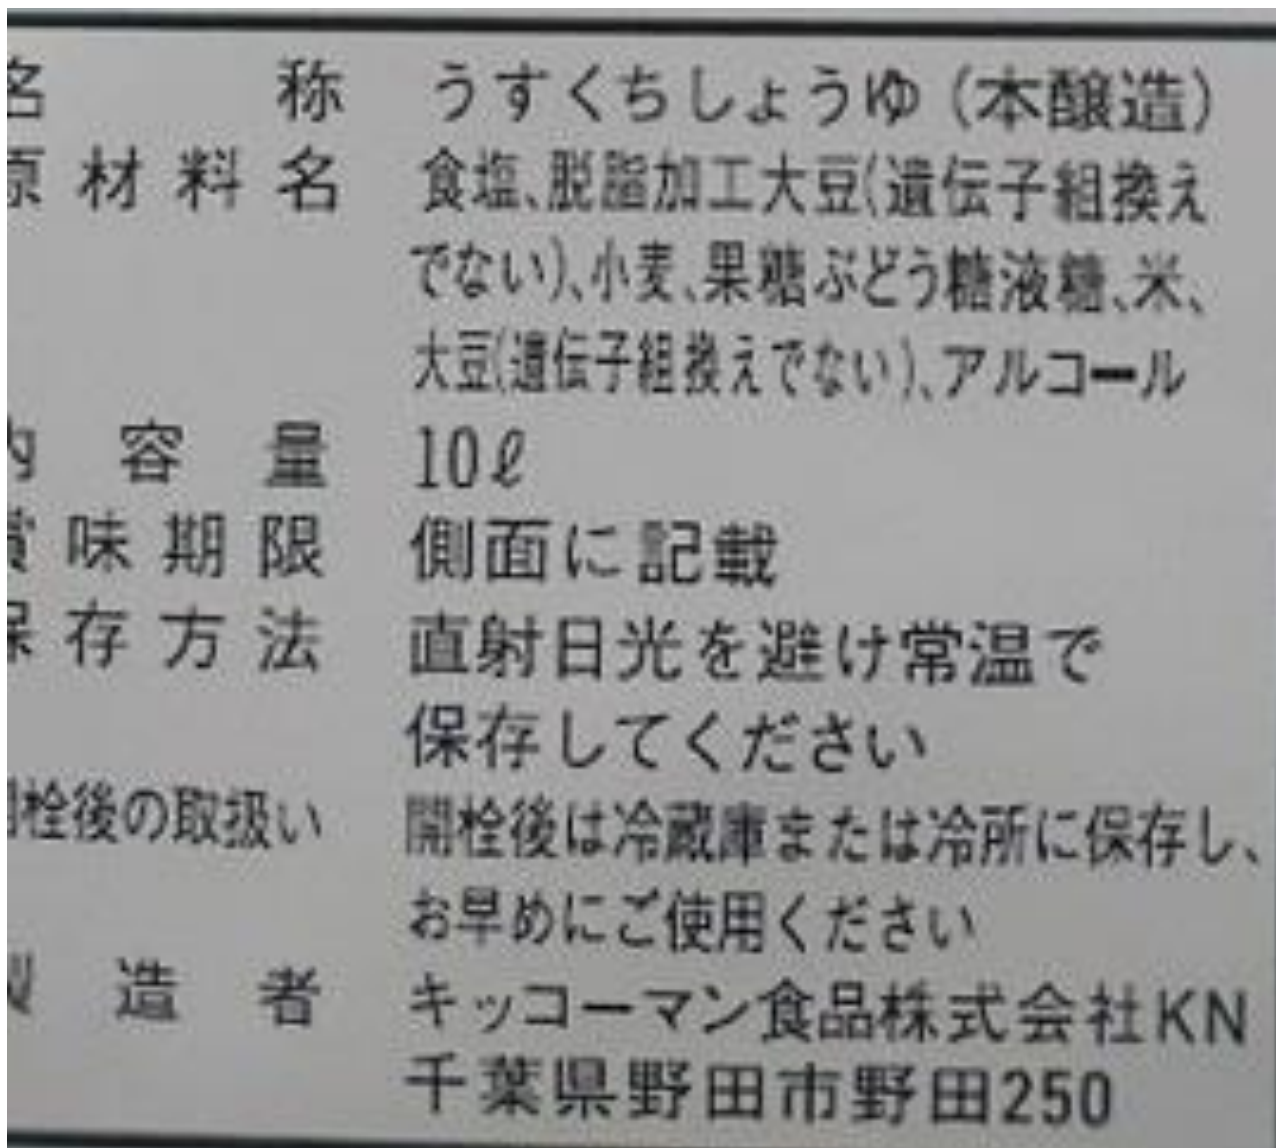 名称 うすくちしょうゆ(本醸造)
原材料名 食塩、脱脂加工大豆(遺伝子組換え
でない)、小麦、果糖ぶどう糖液糖、米、
大豆(遺伝子組換えでない)、アルコール
内容量 10ℓ
賞味期限 側面に記載
保存方法 直射日光を避け常温で
保存してください
開栓後の取扱い 開栓後は冷蔵庫または冷所に保存し、
お早めにご使用ください
製造者 キッコーマン食品株式会社KN
千葉県野田市野田250